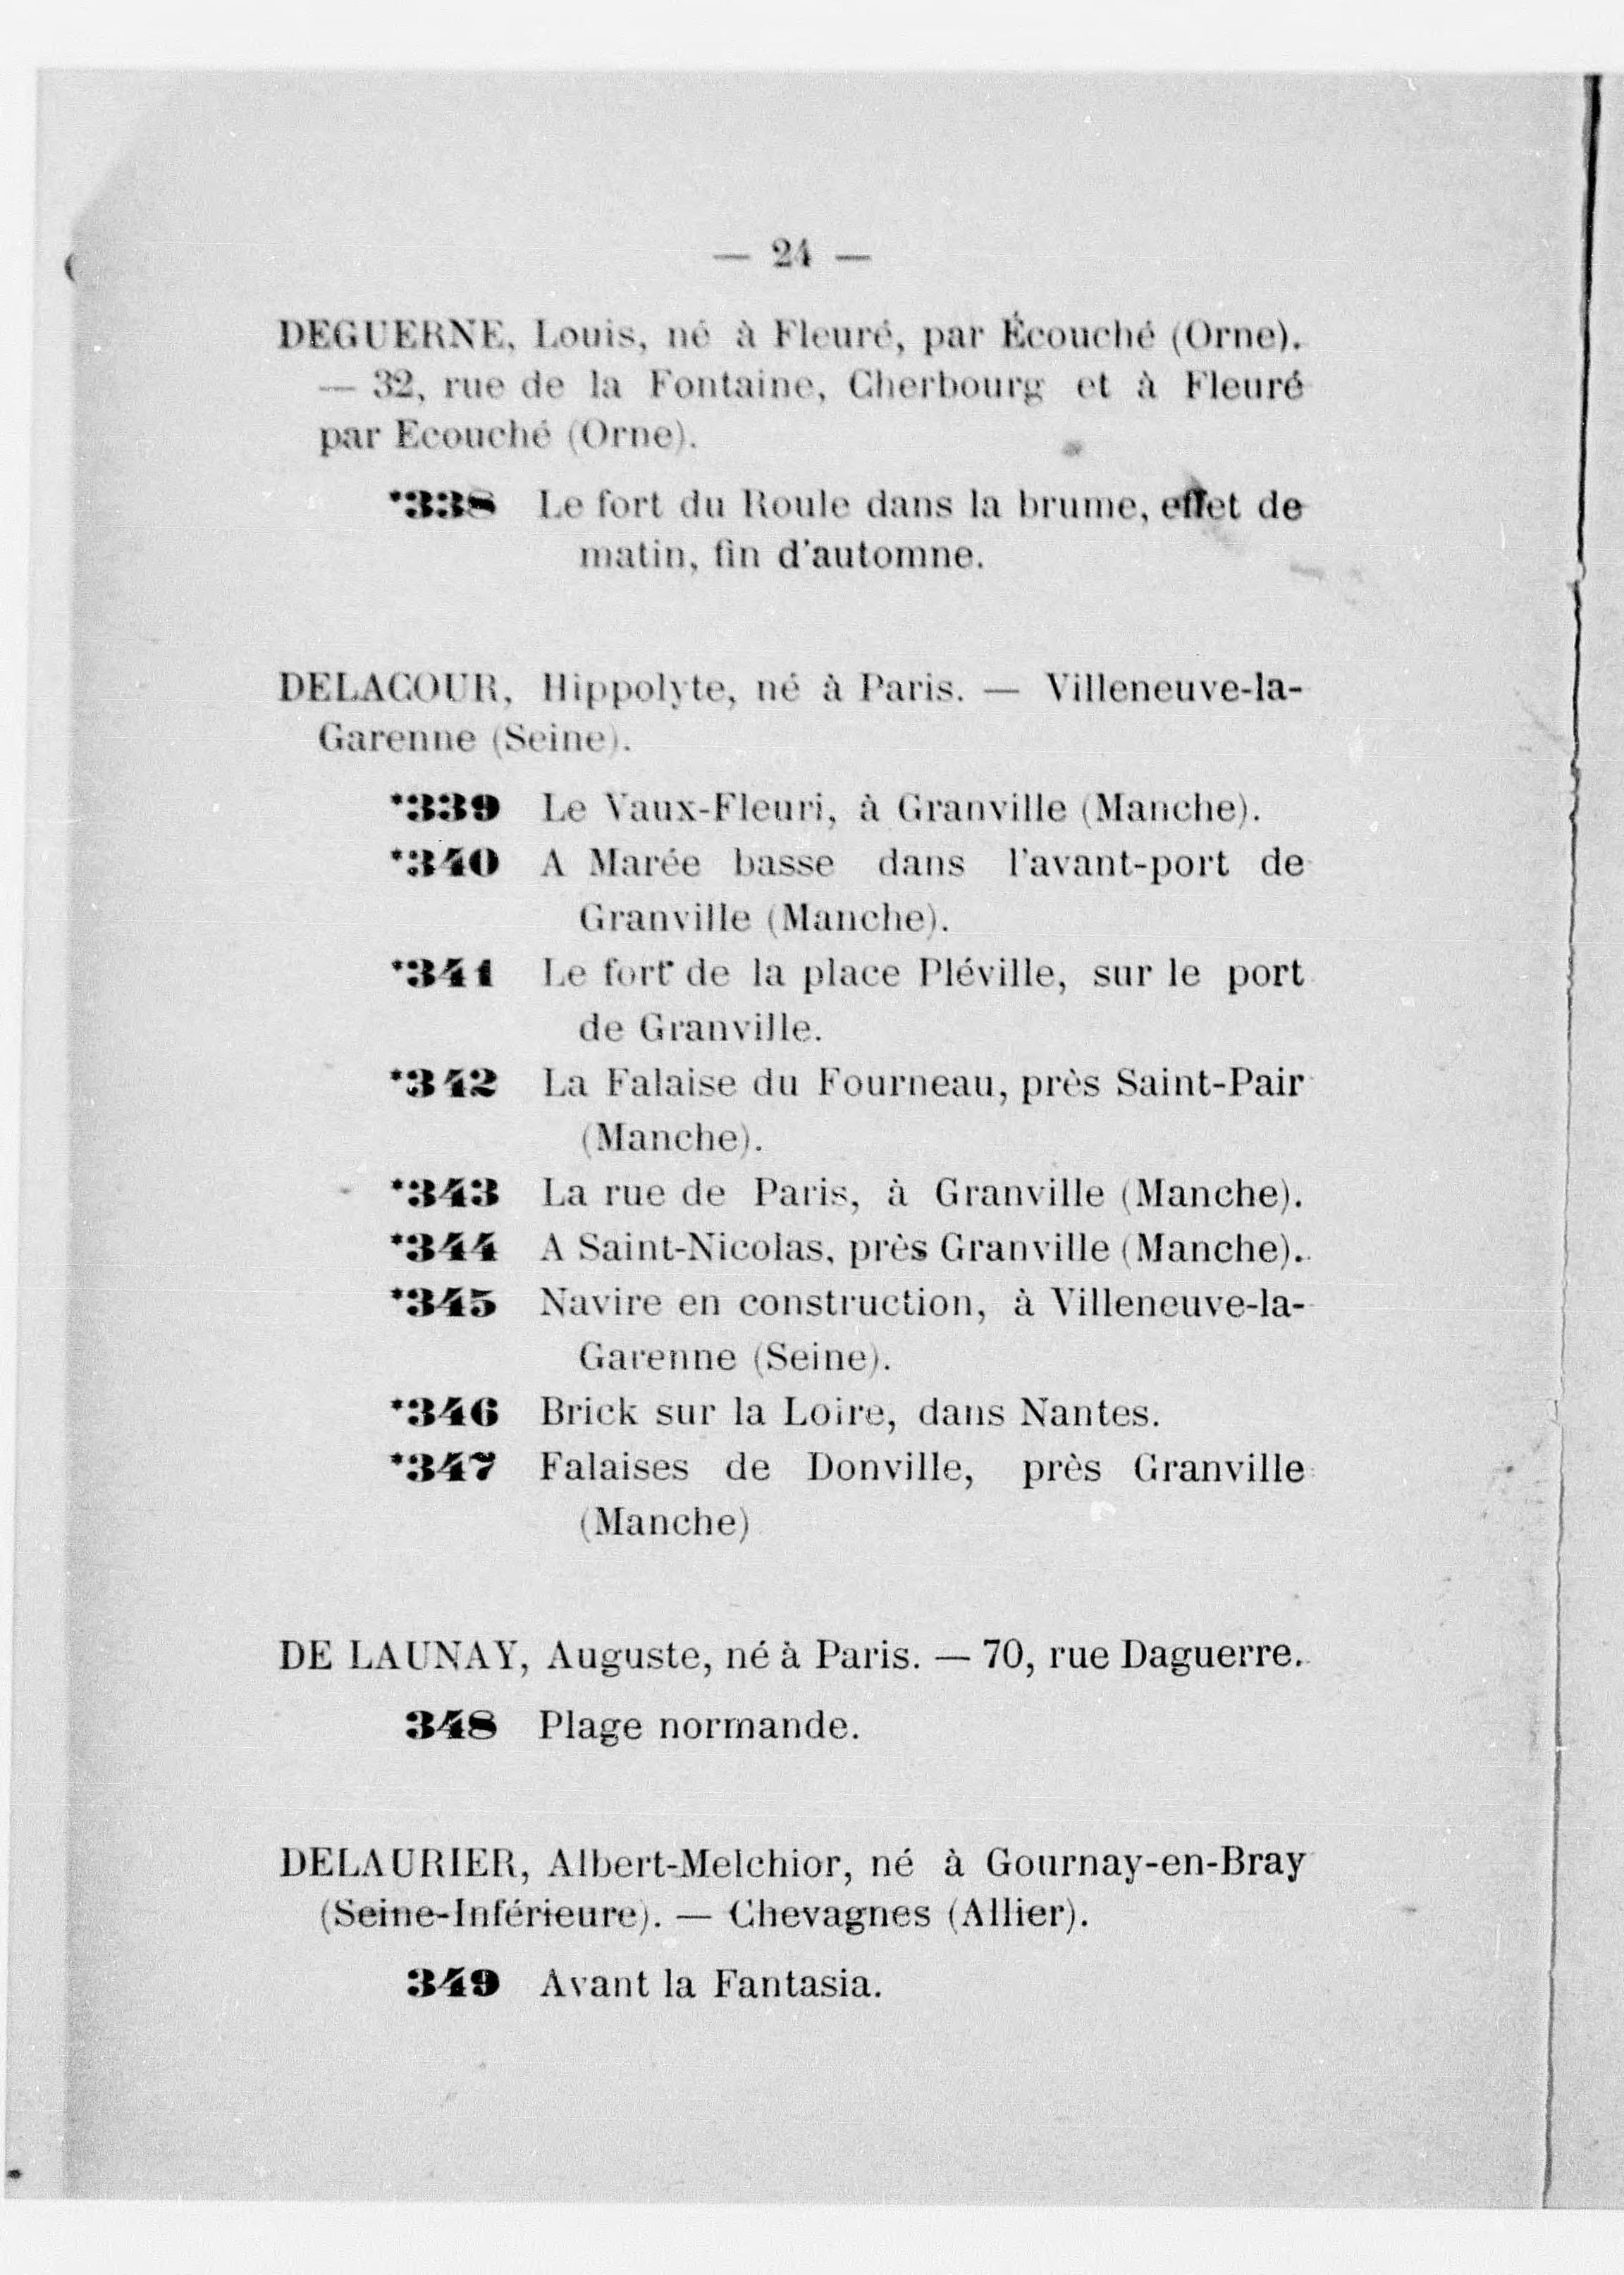 — 24 —
DEGUERNE, Louis, né à Fleuré, par Écouché (Orne).
— 32, rue de la Fontaine, Cherbourg et à Fleuré
par Ecouché (Orne).
*338 Le fort du Roule dans la brume, effet de
matin, fin d'automne.
DELACOUR, Hippolyte, né à Paris. — Villeneuve-la-
Garenne (Seine).
*339 Le Vaux-Fleuri, à Granville (Manche).
*340 A Marée basse dans l'avant-port de
Granville (Manche).
*341 Le fort de la place Pléville, sur le port
de Granville.
*342 La Falaise du Fourneau, près Saint-Pair
(Manche).
*343 La rue de Paris, à Granville (Manche).
*344 A Saint-Nicolas, près Granville (Manche).
*345 Navire en construction, à Villeneuve-la-
Garenne (Seine).
*346 Brick sur la Loire, dans Nantes.
*347 Falaises de Donville, près Granville
(Manche)
DE LAUNAY, Auguste, né à Paris. — 70, rue Daguerre.
348 Plage normande.
DELAURIER, Albert-Melchior, né à Gournay-en-Bray
(Seine-Inférieure). — Chevagnes (Allier).
349 Avant la Fantasia.